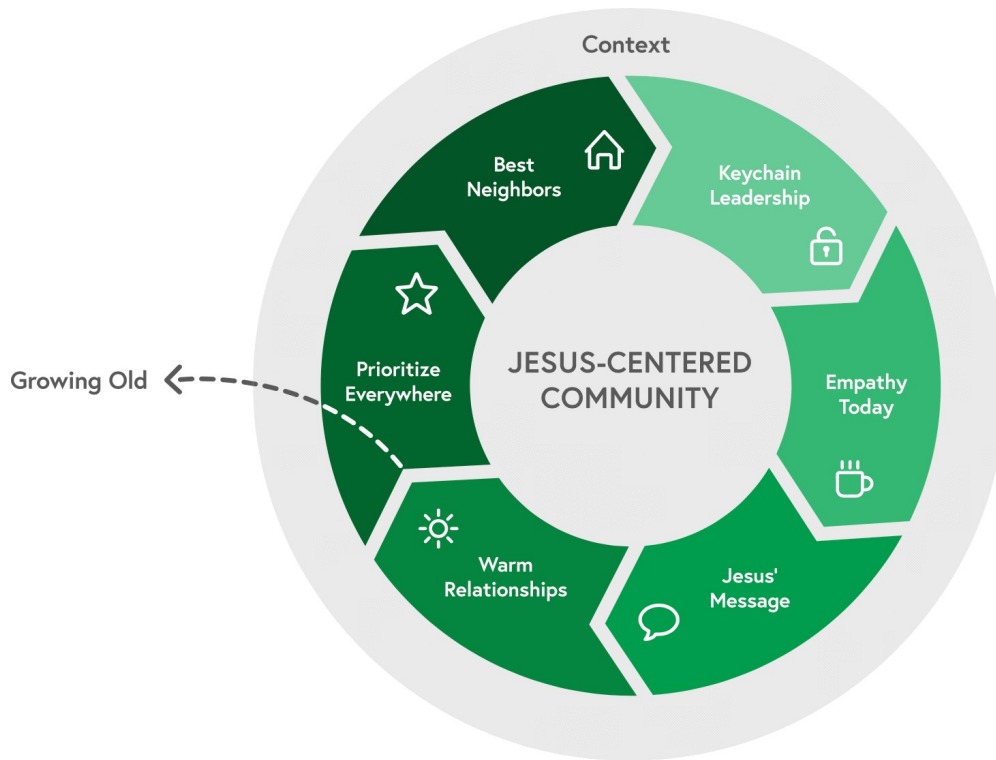 Context
Keychain
Leadership
Empathy
Today
Jesus'
Message
Warm
Relationships
Prioritize
Everywhere
Best
Neighbors
JESUS-CENTERED
COMMUNITY
Growing Old